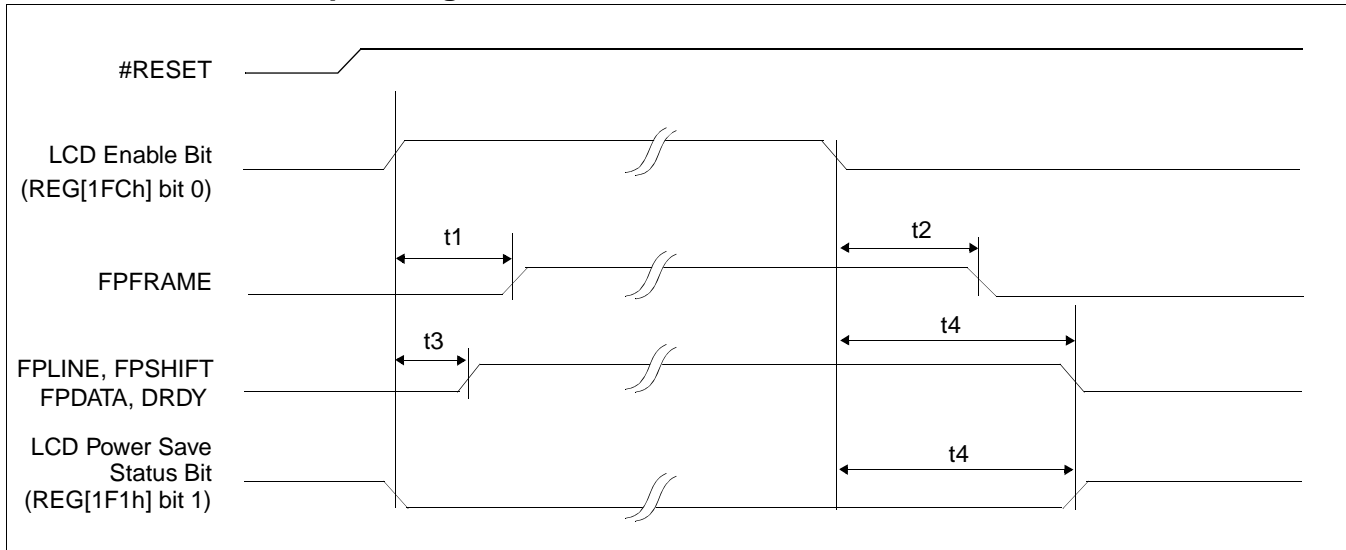 #RESET
LCD Enable Bit
(REG[1FCh] bit 0)
t1
t2
FPFRAME
t4
t3
FPLINE, FPSHIFT
FPDATA, DRDY
LCD Power Save
Status Bit
(REG[1F1h] bit 1)
t4